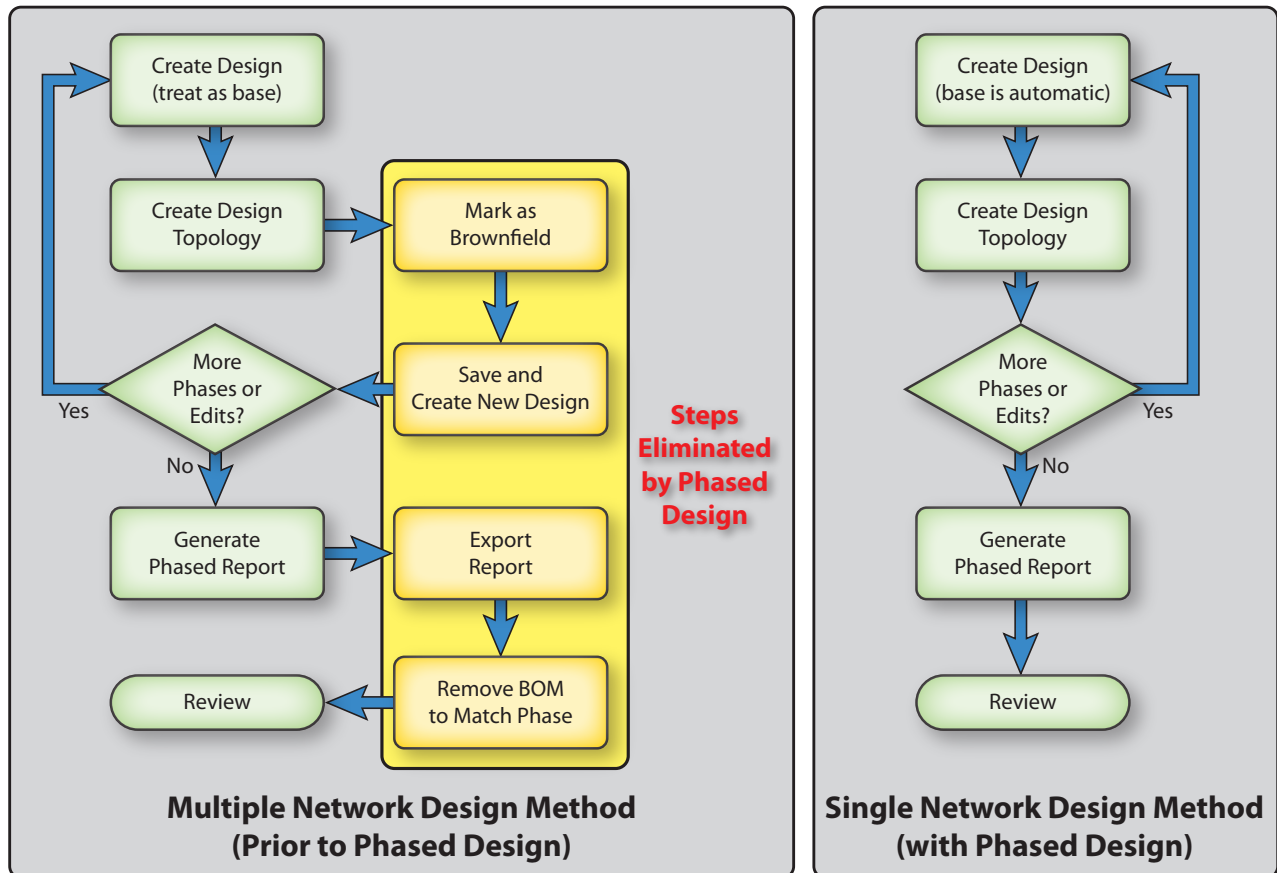 Create Design
(treat as base)
Create Design
Topology
Mark as
Brownfield
Save and
Create New Design
More
Phases or
Edits?
Yes
No
Generate
Phased Report
Export
Report
Remove BOM
to Match Phase
Review
Steps
Eliminated
by Phased
Design
Multiple Network Design Method
(Prior to Phased Design)
Create Design
(base is automatic)
Create Design
Topology
More
Phases or
Edits?
Yes
No
Generate
Phased Report
Review
Single Network Design Method
(with Phased Design)